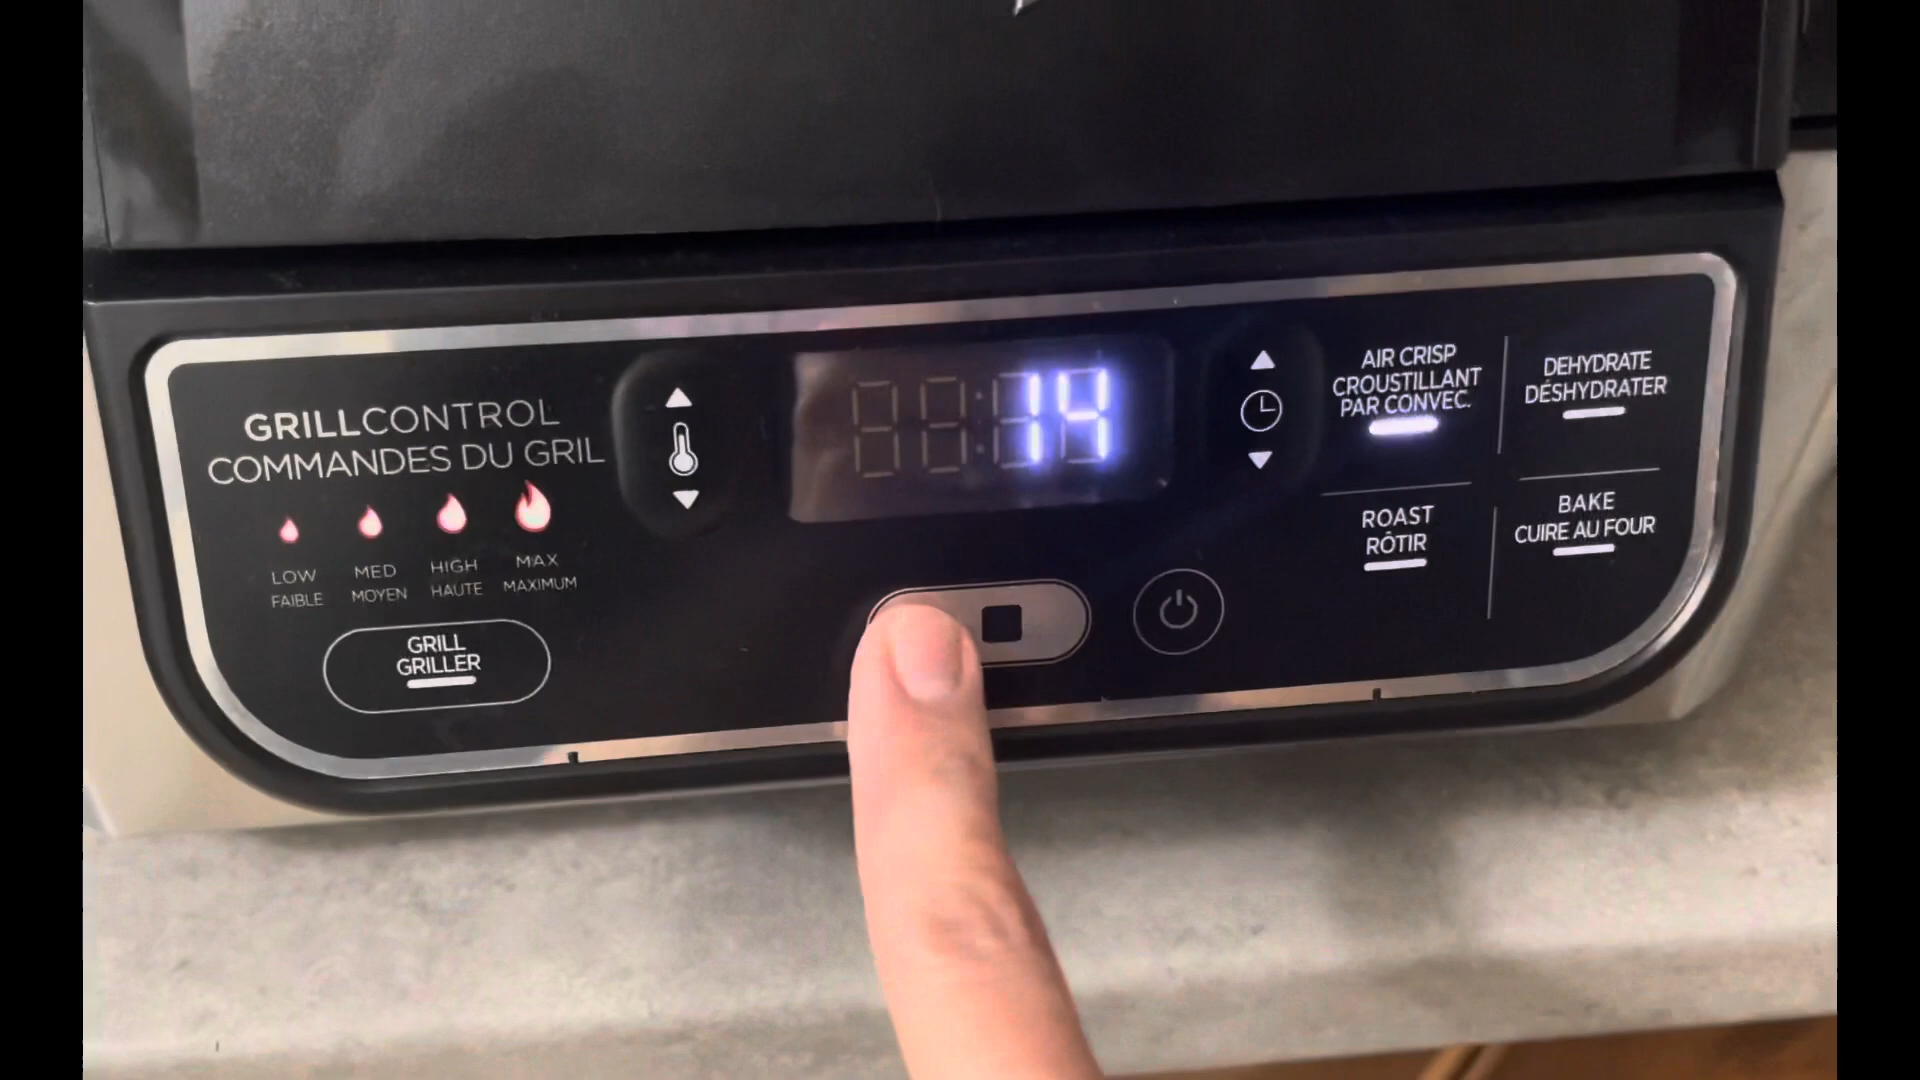 GRILLCONTROL
COMMANDES DU GRIL
LOW
FAIBLE
MED
MOYEN
HIGH
HAUTE
MAX
MAXIMUM
GRILL
GRILLER
14
AIR CRISP
CROUSTILLANT
PAR CONVEC.
DEHYDRATE
DÉSHYDRATER
ROAST
RÔTIR
BAKE
CUIRE AU FOUR